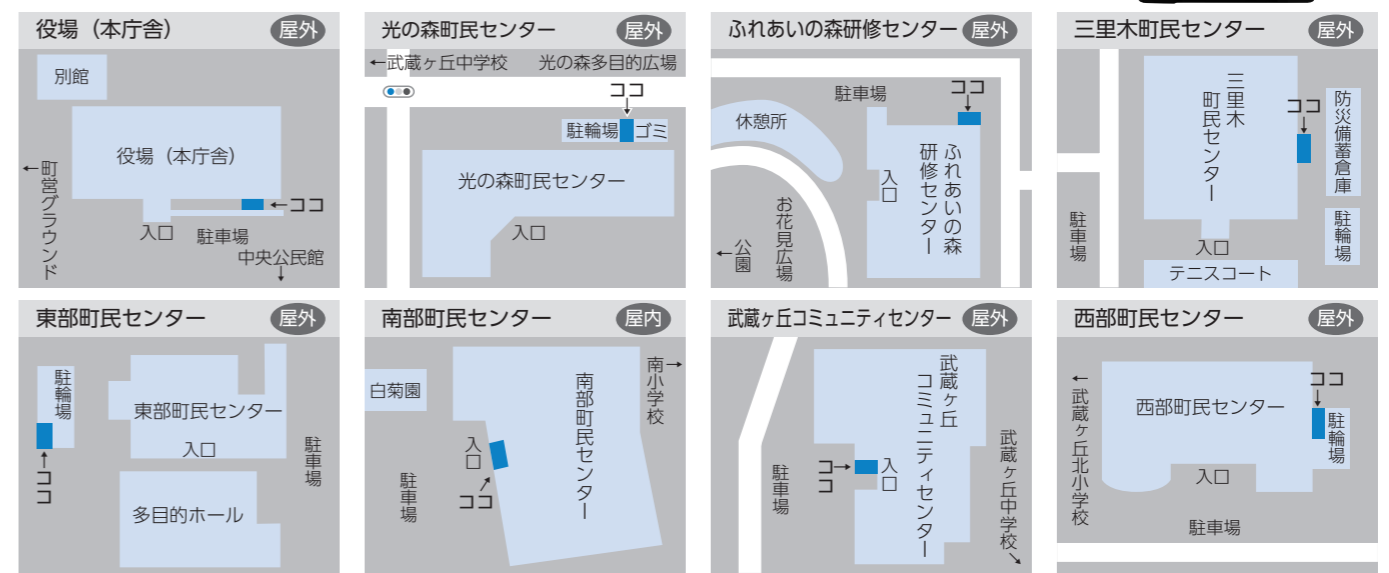 役場（本庁舎） 屋外
別館
役場（本庁舎）
←町営グラウンド
←ココ
入口
駐車場
中央公民館
↓
光の森町民センター 屋外
←武蔵ヶ丘中学校 光の森多目的広場
ココ
↓
駐輪場 ゴミ
光の森町民センター
入口
ふれあいの森研修センター 屋外
駐車場
ココ
↓
休憩所
ふれあいの森
研修センター
入口
お花見広場
←公園
三里木町民センター 屋外
三里木
町民センター
ココ
↓
防災備蓄倉庫
駐輪場
駐車場
入口
テニスコート
東部町民センター 屋外
駐輪場
東部町民センター
入口
↑
ココ
駐車場
多目的ホール
南部町民センター 屋内
南小学校→
白菊園
南部町民センター
入口
ココ
駐車場
武蔵ヶ丘コミュニティセンター 屋外
武蔵ヶ丘
コミュニティセンター
ココ→
入口
駐車場
武蔵ヶ丘中学校↘
西部町民センター 屋外
←武蔵ヶ丘北小学校
西部町民センター
ココ
↓
駐輪場
入口
駐車場